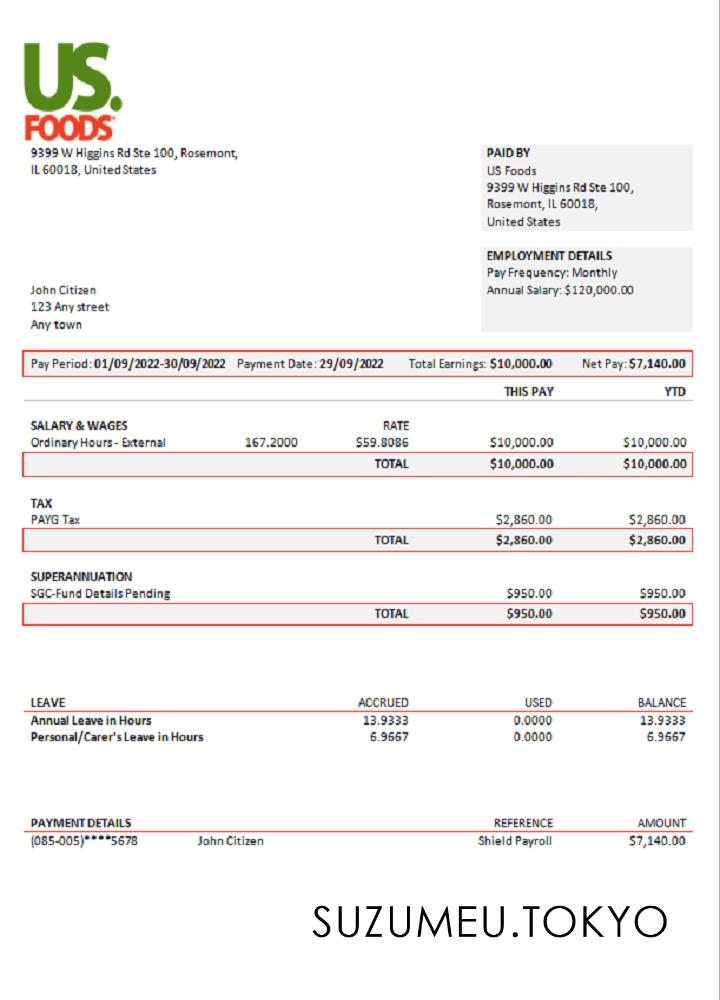 US.
FOODS
9399 W Higgins Rd Ste 100, Rosemont,
IL 60018, United States
PAID BY
US Foods
9399 W Higgins Rd Ste 100,
Rosemont, IL 60018,
United States
EMPLOYMENT DETAILS
Pay Frequency: Monthly
Annual Salary: $120,000.00
John Citizen
123 Any street
Any town
Pay Period: 01/09/2022-30/09/2022 Payment Date: 29/09/2022 Total Earnings: $10,000.00 Net Pay: $7,140.00
THIS PAY YTD
SALARY & WAGES RATE
Ordinary Hours - External 167.2000 $59.8086 $10,000.00 $10,000.00
TOTAL $10,000.00 $10,000.00
TAX
PAYG Tax $2,860.00 $2,860.00
TOTAL $2,860.00 $2,860.00
SUPERANNUATION
SGC-Fund Details Pending $950.00 $950.00
TOTAL $950.00 $950.00
LEAVE ACCRUED USED BALANCE
Annual Leave in Hours 13.9333 0.0000 13.9333
Personal/Carer's Leave in Hours 6.9667 0.0000 6.9667
PAYMENT DETAILS REFERENCE AMOUNT
(085-005)****5678 John Citizen Shield Payroll $7,140.00
SUZUMEU.TOKYO